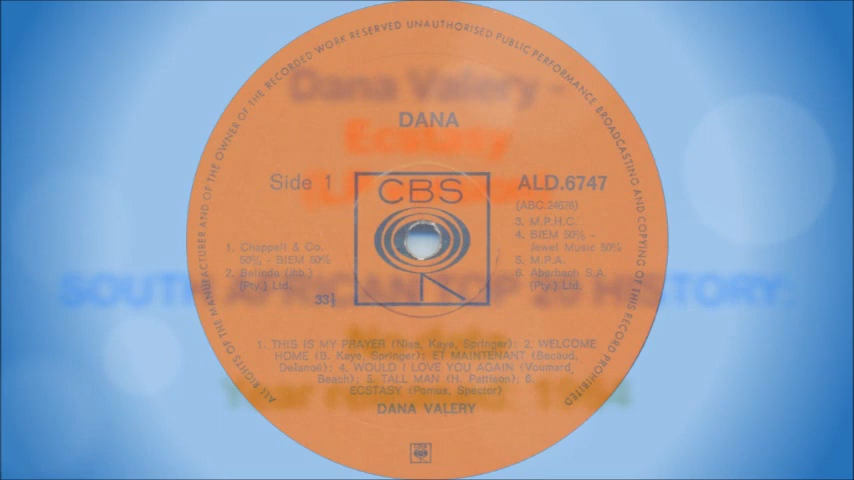 ALL RIGHTS OF THE MANUFACTURER AND OF THE OWNER OF THE RECORDED WORK RESERVED UNAUTHORISED PUBLIC PERFORMANCE BROADCASTING AND COPYING OF THIS RECORD PROHIBITED
Dana Valery -
Ecstasy
DANA
Side 1
CBS
ALD.6747
(ABC.24676)
1. Chappell & Co.
50% - BIEM 50%
2. Belinda (Jhb.)
(Pty.) Ltd.
3. M.P.H.C.
4. BIEM 50% -
Jewel Music 50%
5. M.P.A.
6. Aberbach S.A.
(Pty.) Ltd.
33⅓
SOUTH AFRICAN TOP 20 HISTORY:
1. THIS IS MY PRAYER (Nisa, Kaye, Springer); 2. WELCOME
HOME (B. Kaye, Springer); ET MAINTENANT (Becaud,
Delanoe); 4. WOULD I LOVE YOU AGAIN (Voumard,
Beach); 5. TALL MAN (H. Pattison); 6.
ECSTASY (Pomus, Spector)
Year
DANA VALERY